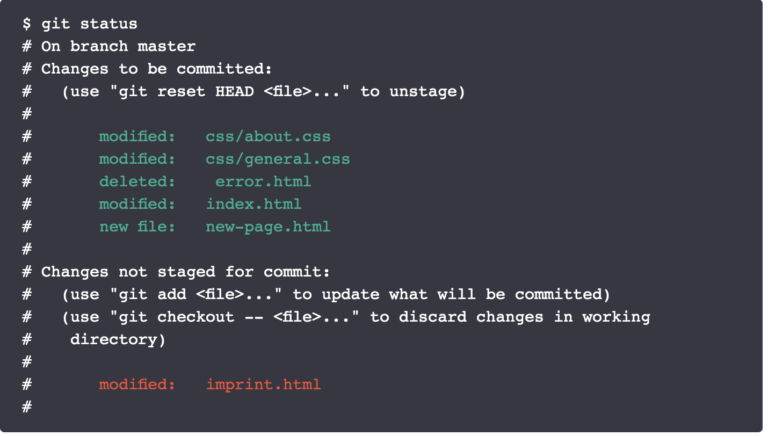 $ git status
# On branch master
# Changes to be committed:
#   (use "git reset HEAD <file>..." to unstage)
#
#       modified:   css/about.css
#       modified:   css/general.css
#       deleted:    error.html
#       modified:   index.html
#       new file:   new-page.html
#
# Changes not staged for commit:
#   (use "git add <file>..." to update what will be committed)
#   (use "git checkout -- <file>..." to discard changes in working
#    directory)
#
#       modified:   imprint.html
#